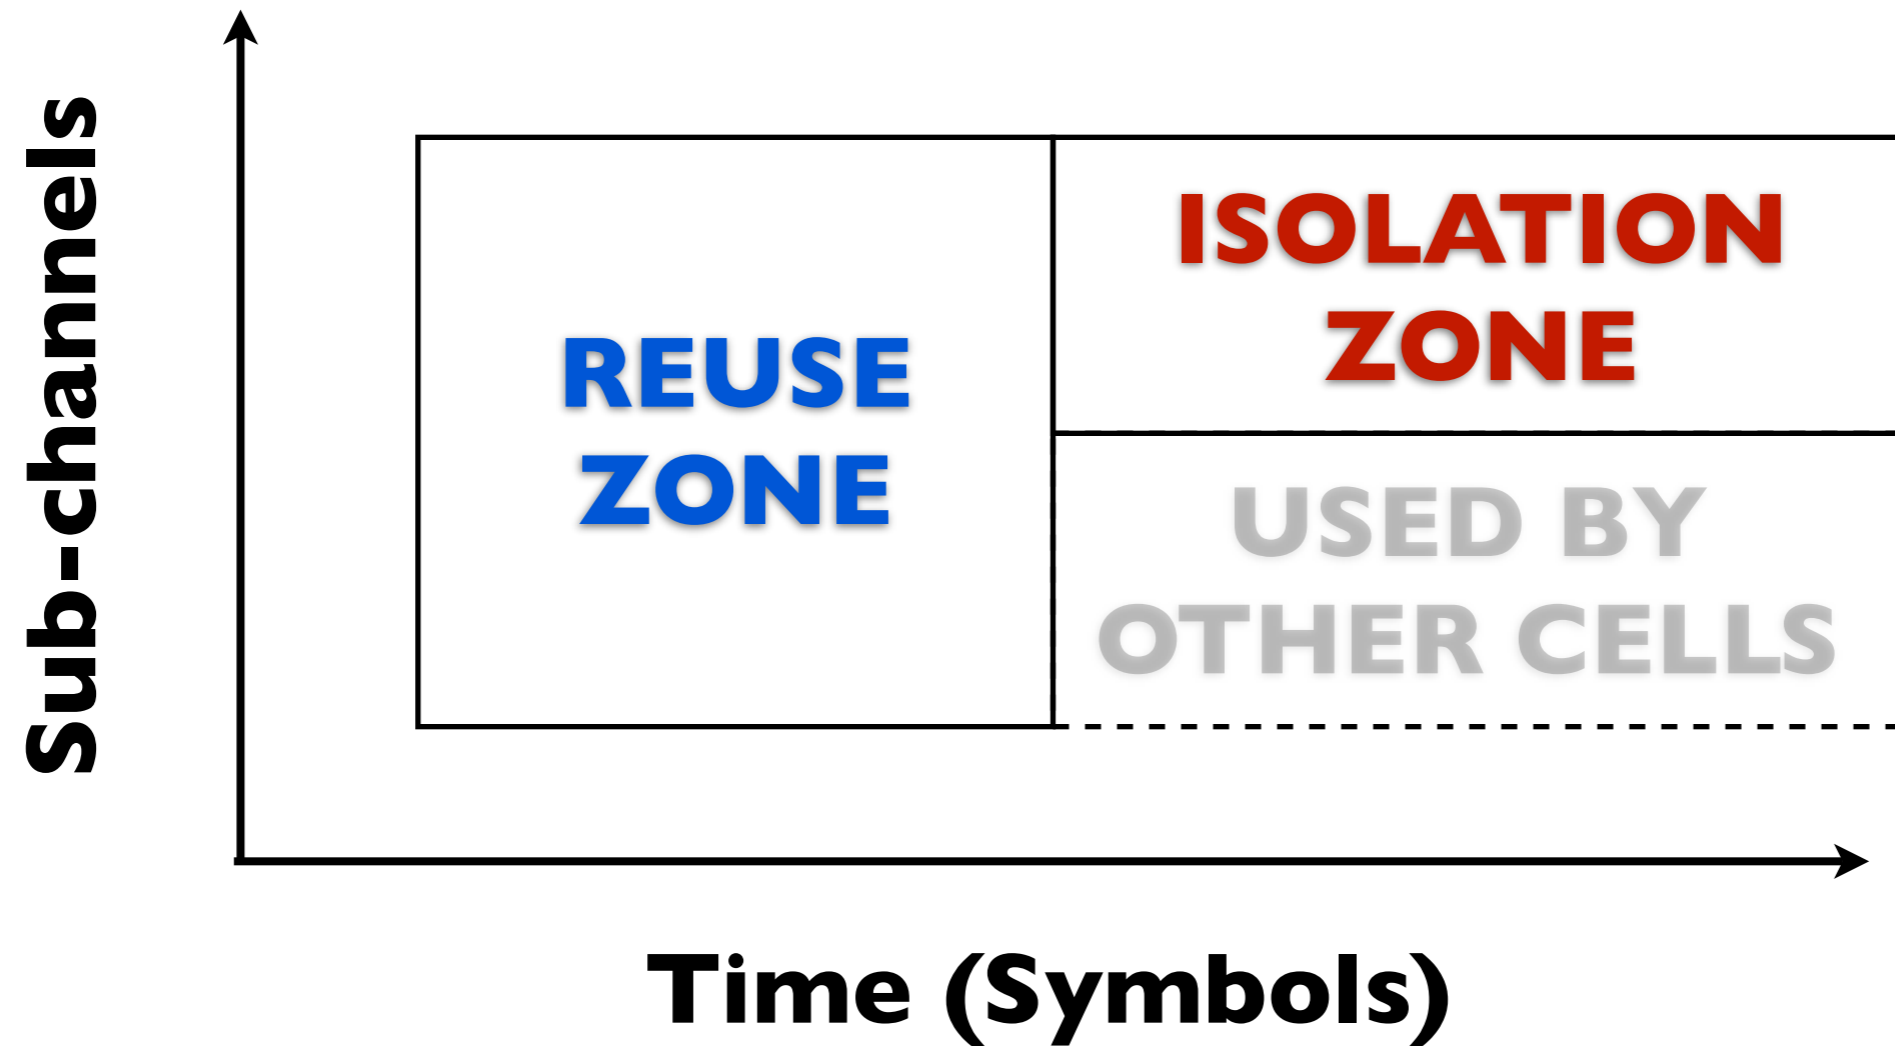 Sub-channels
REUSE
ZONE
ISOLATION
ZONE
USED BY
OTHER CELLS
Time (Symbols)